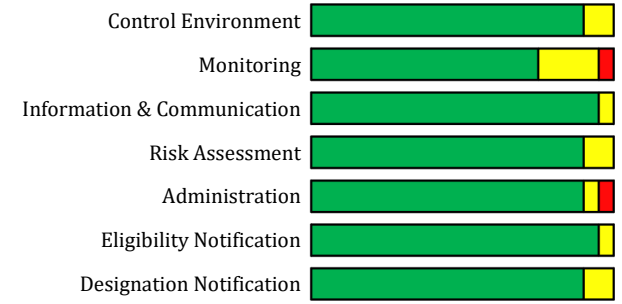 Control Environment
Monitoring
Information & Communication
Risk Assessment
Administration
Eligibility Notification
Designation Notification